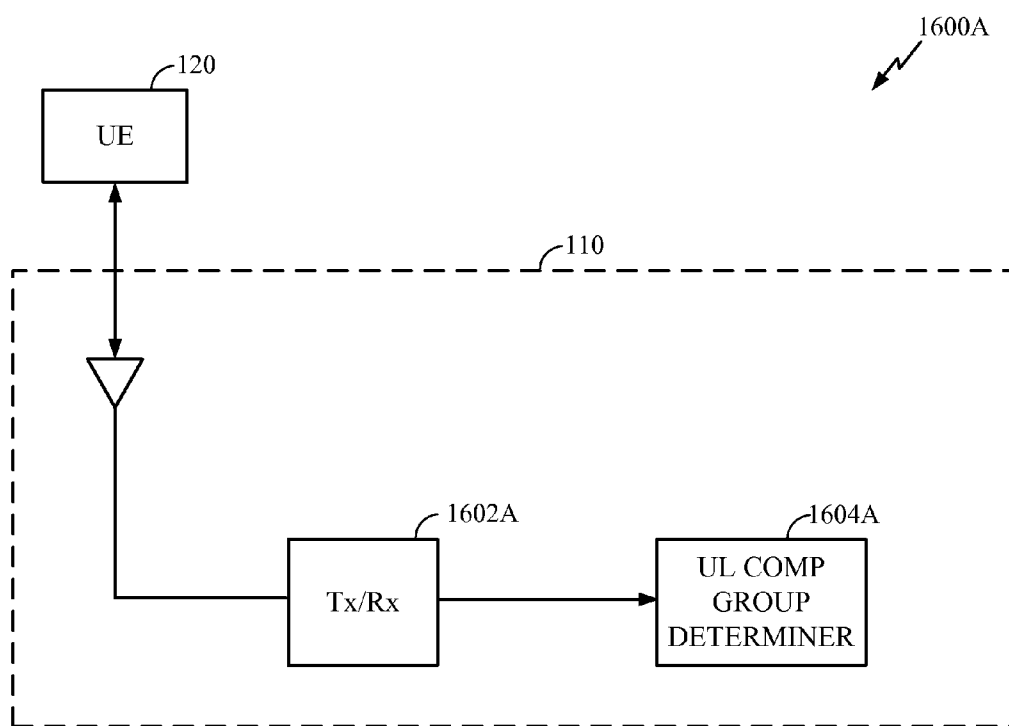 1600A
120
UE
110
1602A
1604A
Tx/Rx
UL COMP
GROUP
DETERMINER